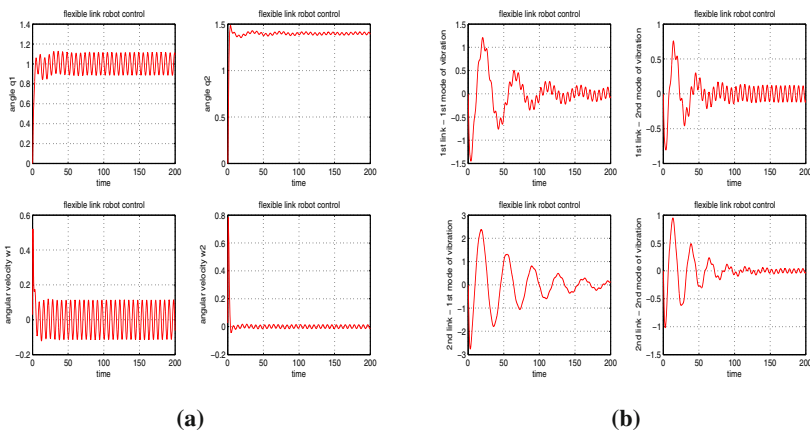 flexible link robot control
1.4
1.2
1
0.8
0.6
0.4
0.2
0
angle q1
0 50 100 150 200
time
flexible link robot control
1.5
1
0.5
0
angle q2
0 50 100 150 200
time
flexible link robot control
0.6
0.4
0.2
0
−0.2
angular velocity w1
0 50 100 150 200
time
flexible link robot control
0.8
0.6
0.4
0.2
0
−0.2
angular velocity w2
0 50 100 150 200
time
(a)
flexible link robot control
1.5
1
0.5
0
−0.5
−1
−1.5
1st link − 1st mode of vibration
0 50 100 150 200
time
flexible link robot control
1
0.5
0
−0.5
−1
1st link − 2nd mode of vibration
0 50 100 150 200
time
flexible link robot control
3
2
1
0
−1
−2
−3
2nd link − 1st mode of vibration
0 50 100 150 200
time
flexible link robot control
1
0.5
0
−0.5
−1
−1.5
2nd link − 2nd mode of vibration
0 50 100 150 200
time
(b)